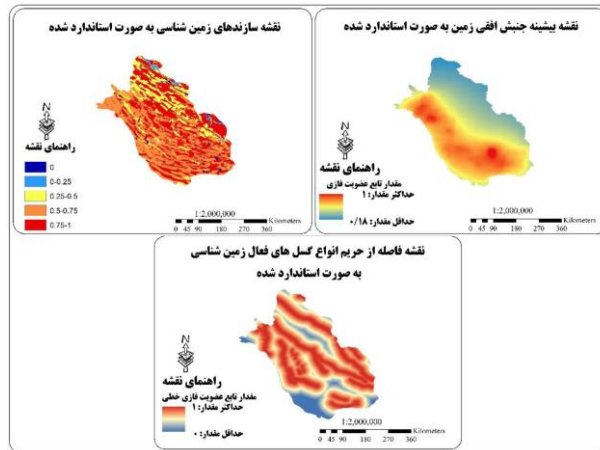 نقشه سازندهای زمین شناسی به صورت استاندارد شده
N
راهنمای نقشه
0
0-0.25
0.25-0.5
0.5-0.75
0.75-1
1:2,000,000
Kilometers
0 45 90 180 270 360
نقشه بیشینه جنبش افقی زمین به صورت استاندارد شده
N
راهنمای نقشه
مقدار تابع عضویت فازی
حداکثر مقدار: ۱
حداقل مقدار: ۰/۱۸
1:2,000,000
Kilometers
0 45 90 180 270 360
نقشه فاصله از حریم انواع گسل های فعال زمین شناسی
به صورت استاندارد شده
N
راهنمای نقشه
مقدار تابع عضویت فازی خطی
حداکثر مقدار: ۱
حداقل مقدار: ۰
1:2,000,000
Kilometers
0 45 90 180 270 360